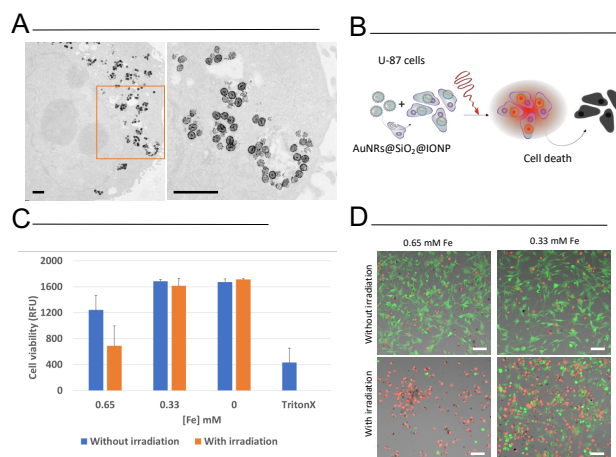 A
B
U-87 cells
+
AuNRs@SiO₂@IONP
Cell death
C
Cell viability (RFU)
2000
1600
1200
800
400
0
0.65
0.33
0
TritonX
[Fe] mM
Without irradiation
With irradiation
D
0.65 mM Fe
0.33 mM Fe
Without irradiation
With irradiation